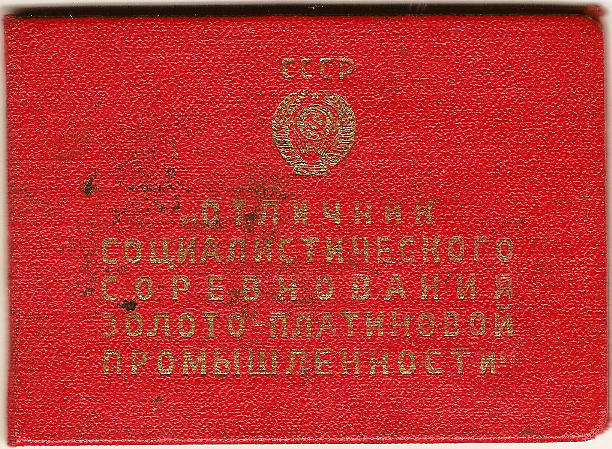 СССР
„ОТЛИЧНИК
СОЦИАЛИСТИЧЕСКОГО
СОРЕВНОВАНИЯ
ЗОЛОТО-ПЛАТИНОВОЙ
ПРОМЫШЛЕННОСТИ"